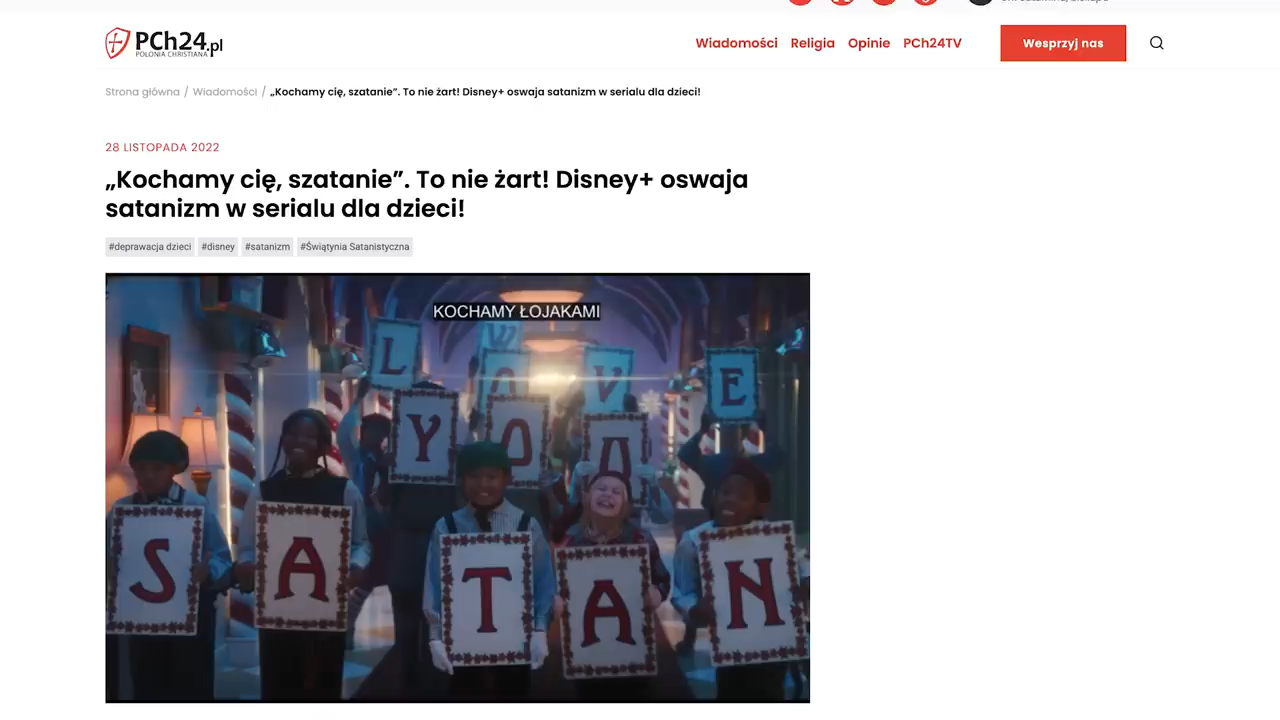 PCh24.pl
POLONIA CHRISTIANA
Wiadomości Religia Opinie PCh24TV
Wesprzyj nas
Strona główna / Wiadomości / „Kochamy cię, szatanie”. To nie żart! Disney+ oswaja satanizm w serialu dla dzieci!
28 LISTOPADA 2022
„Kochamy cię, szatanie”. To nie żart! Disney+ oswaja
satanizm w serialu dla dzieci!
#deprawacja dzieci #disney #satanizm #Świątynia Satanistyczna
KOCHAMY ŁOJAKAMI
W
L O V E
Y O A
S A T A N